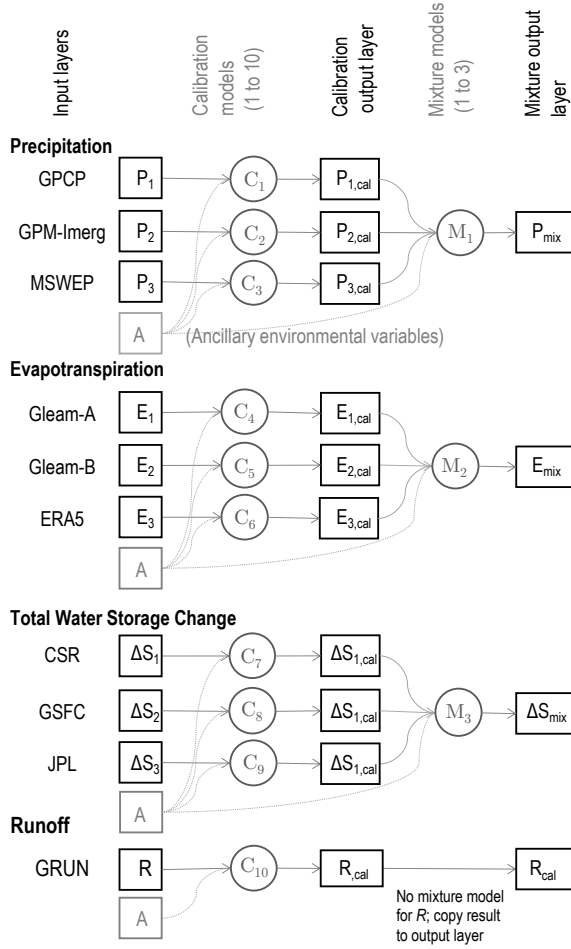 Input layers
Calibration
models
(1 to 10)
Calibration
output layer
Mixture models
(1 to 3)
Mixture output
layer
Precipitation
GPCP P1 C1 P1,cal
GPM-Imerg P2 C2 P2,cal M1 Pmix
MSWEP P3 C3 P3,cal
A (Ancillary environmental variables)
Evapotranspiration
Gleam-A E1 C4 E1,cal
Gleam-B E2 C5 E2,cal M2 Emix
ERA5 E3 C6 E3,cal
A
Total Water Storage Change
CSR ΔS1 C7 ΔS1,cal
GSFC ΔS2 C8 ΔS1,cal M3 ΔSmix
JPL ΔS3 C9 ΔS1,cal
A
Runoff
GRUN R C10 R,cal Rcal
A
No mixture model
for R; copy result
to output layer